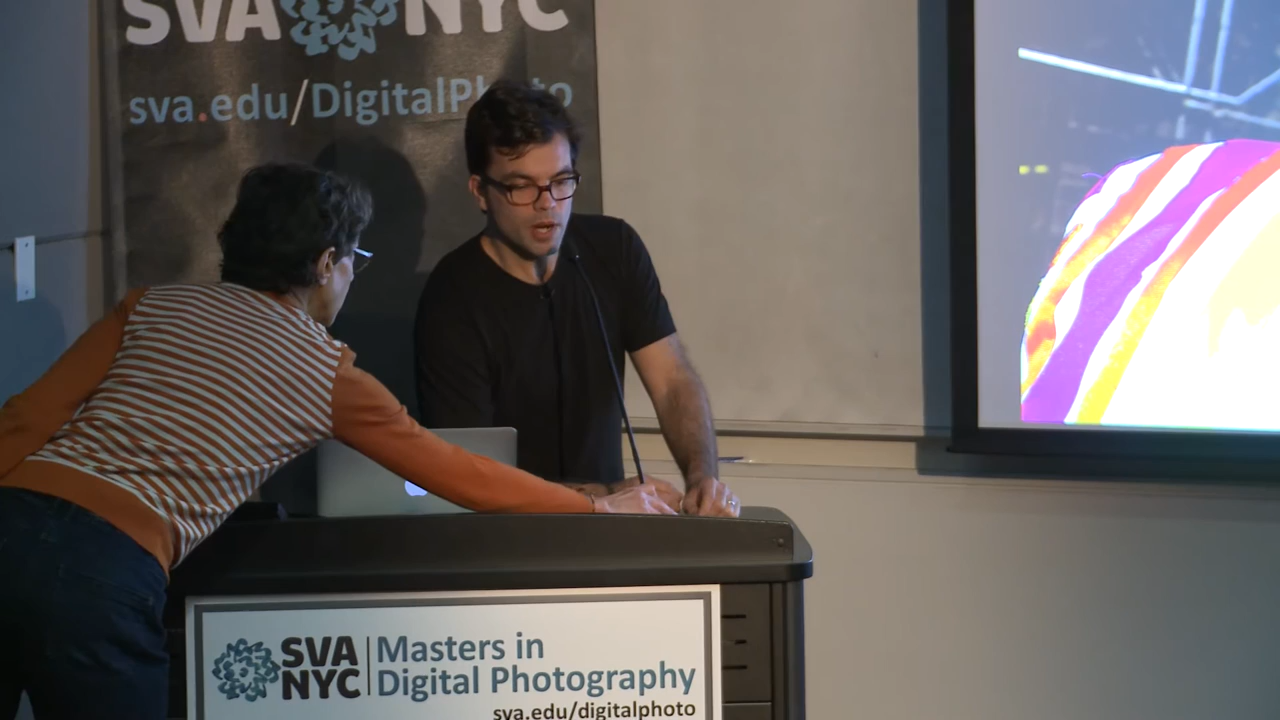 SVA NYC
sva.edu/DigitalPhoto
SVA NYC
Masters in
Digital Photography
sva.edu/digitalphoto